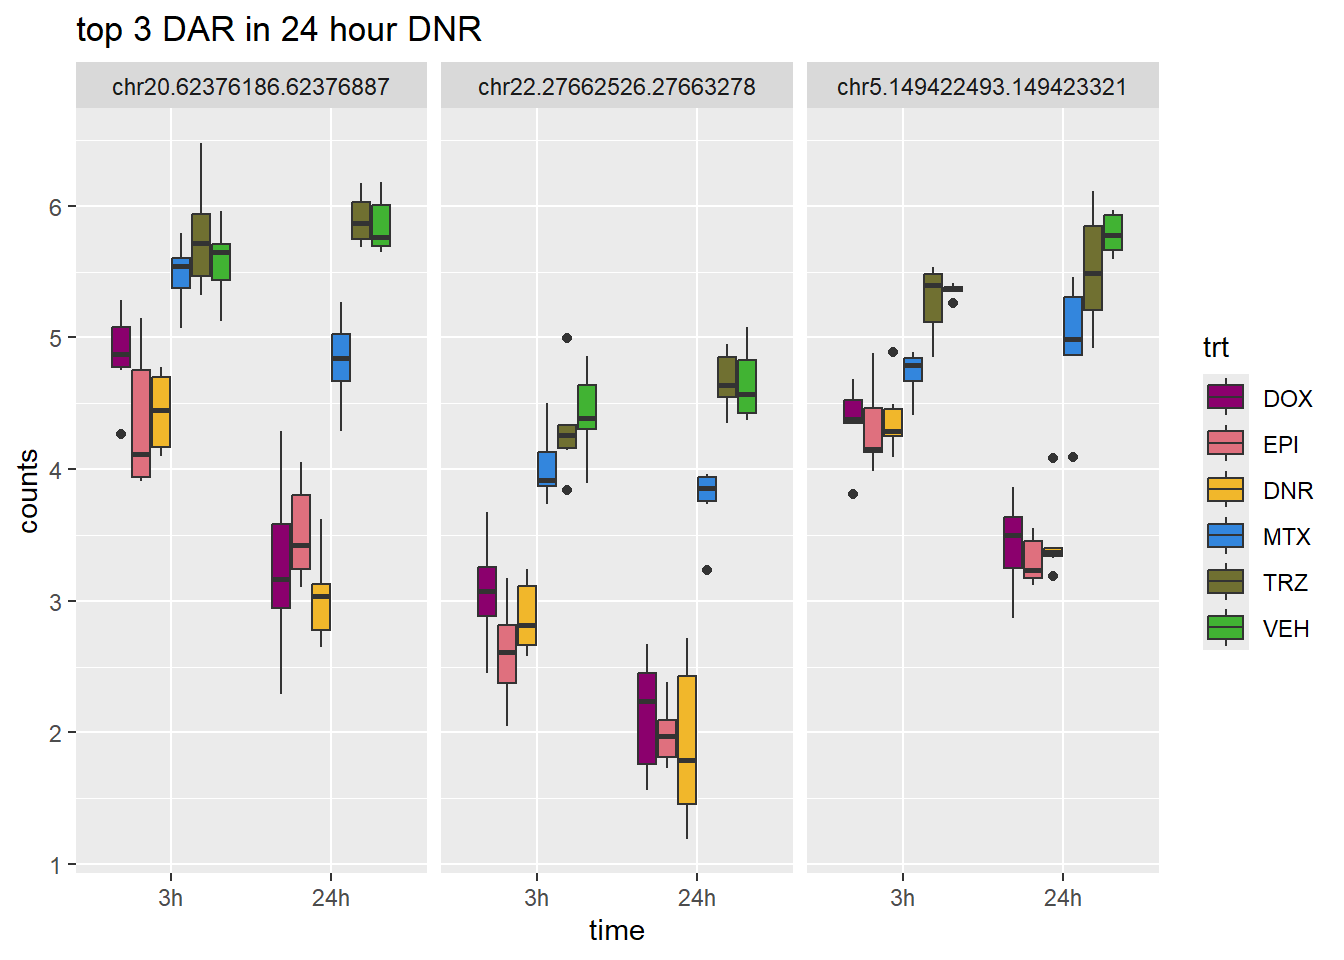 top 3 DAR in 24 hour DNR
chr20.62376186.62376887
chr22.27662526.27663278
chr5.149422493.149423321
counts
6
5
4
3
2
1
3h
24h
3h
24h
3h
24h
time
trt
DOX
EPI
DNR
MTX
TRZ
VEH